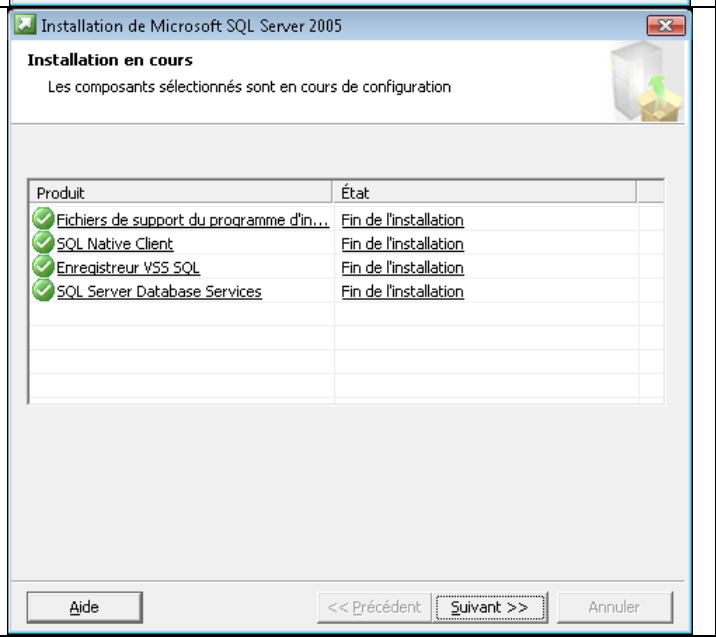 Installation de Microsoft SQL Server 2005
Installation en cours
Les composants sélectionnés sont en cours de configuration
Produit État
Fichiers de support du programme d'in... Fin de l'installation
SQL Native Client Fin de l'installation
Enregistreur VSS SQL Fin de l'installation
SQL Server Database Services Fin de l'installation
Aide << Précédent Suivant >> Annuler